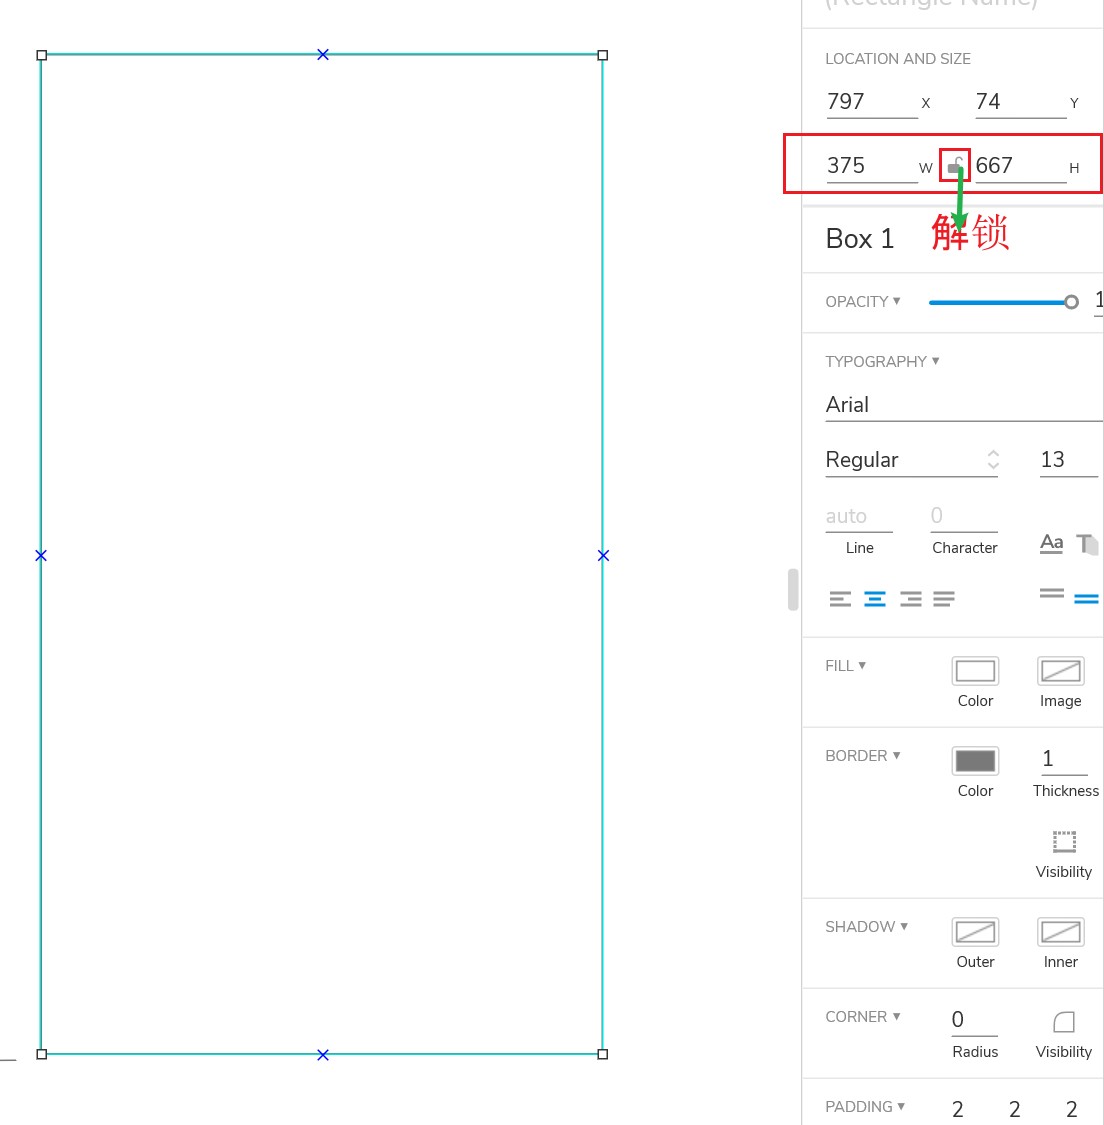 (Rectangle Name)
LOCATION AND SIZE
797 X 74 Y
375 W 667 H
Box 1 解锁
OPACITY ▼ 1
TYPOGRAPHY ▼
Arial
Regular 13
auto 0
Line Character Aa T
FILL ▼
Color Image
BORDER ▼ 1
Color Thickness
Visibility
SHADOW ▼
Outer Inner
CORNER ▼ 0
Radius Visibility
PADDING ▼ 2 2 2